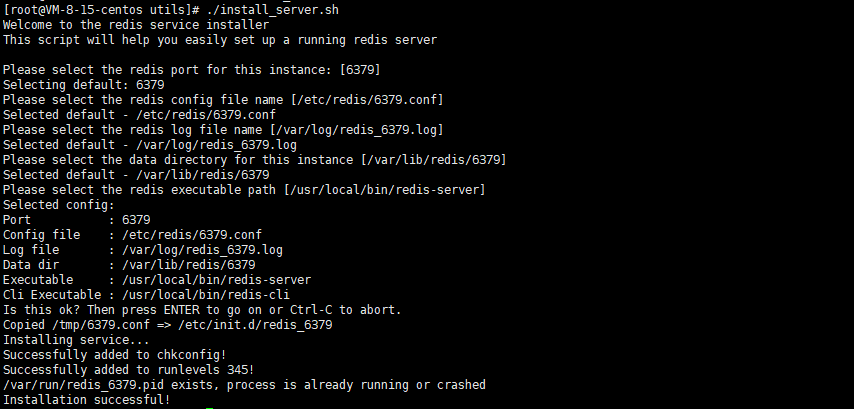 [root@VM-8-15-centos utils]# ./install_server.sh
Welcome to the redis service installer
This script will help you easily set up a running redis server
Please select the redis port for this instance: [6379]
Selecting default: 6379
Please select the redis config file name [/etc/redis/6379.conf]
Selected default - /etc/redis/6379.conf
Please select the redis log file name [/var/log/redis_6379.log]
Selected default - /var/log/redis_6379.log
Please select the data directory for this instance [/var/lib/redis/6379]
Selected default - /var/lib/redis/6379
Please select the redis executable path [/usr/local/bin/redis-server]
Selected config:
Port           : 6379
Config file    : /etc/redis/6379.conf
Log file       : /var/log/redis_6379.log
Data dir       : /var/lib/redis/6379
Executable     : /usr/local/bin/redis-server
Cli Executable : /usr/local/bin/redis-cli
Is this ok? Then press ENTER to go on or Ctrl-C to abort.
Copied /tmp/6379.conf => /etc/init.d/redis_6379
Installing service...
Successfully added to chkconfig!
Successfully added to runlevels 345!
/var/run/redis_6379.pid exists, process is already running or crashed
Installation successful!